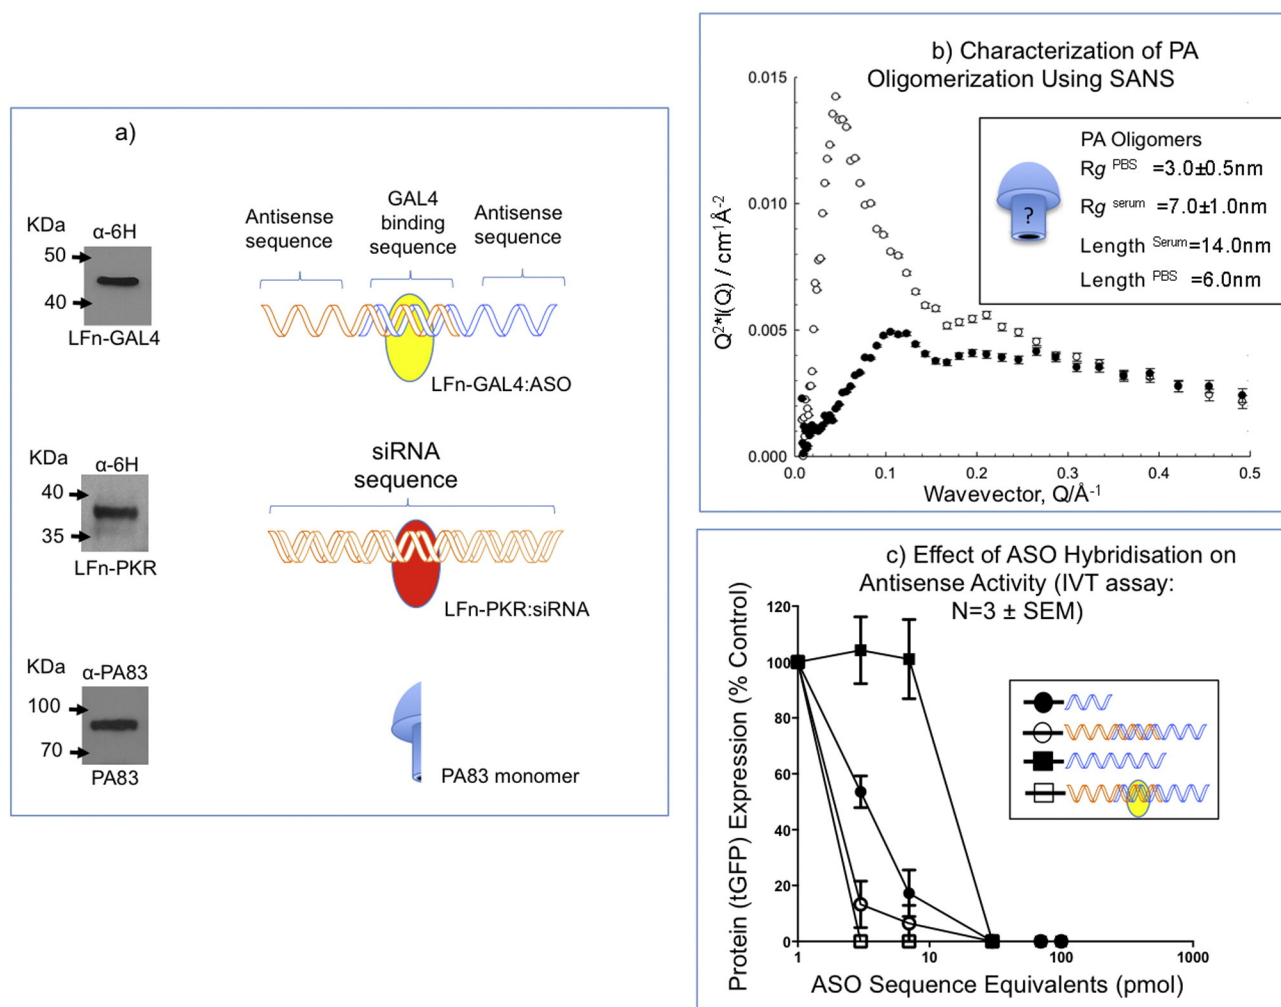 a)
KDa
α-6H
50
40
LFn-GAL4
Antisense
sequence
GAL4
binding
sequence
Antisense
sequence
LFn-GAL4:ASO
KDa
α-6H
40
35
LFn-PKR
siRNA
sequence
LFn-PKR:siRNA
KDa
α-PA83
100
70
PA83
PA83 monomer
b) Characterization of PA
Oligomerization Using SANS
Q²*I(Q) / cm⁻¹Å⁻²
0.015
0.010
0.005
0.000
0.0 0.1 0.2 0.3 0.4 0.5
Wavevector, Q/Å⁻¹
?
PA Oligomers
Rg PBS =3.0±0.5nm
Rg serum =7.0±1.0nm
Length Serum=14.0nm
Length PBS =6.0nm
c) Effect of ASO Hybridisation on
Antisense Activity (IVT assay:
N=3 ± SEM)
Protein (tGFP) Expression (% Control)
120
100
80
60
40
20
0
1 10 100 1000
ASO Sequence Equivalents (pmol)